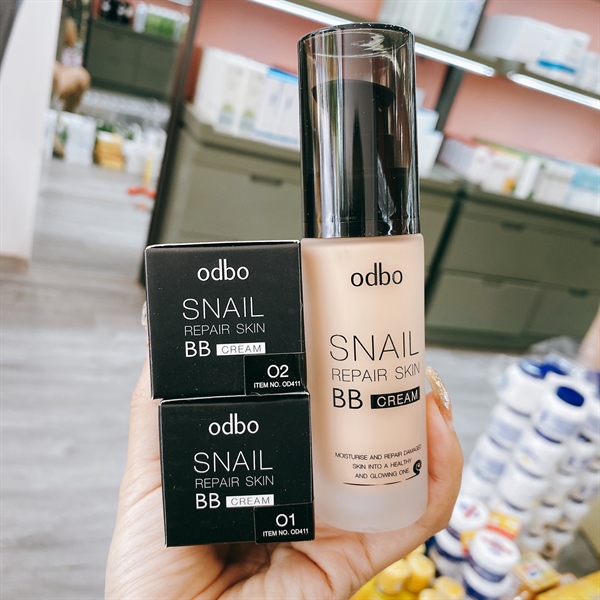 odbo
SNAIL
REPAIR SKIN
BB CREAM
02
ITEM NO. OD411
odbo
SNAIL
REPAIR SKIN
BB CREAM
01
ITEM NO. OD411
odbo
SNAIL
REPAIR SKIN
BB CREAM
MOISTURISE AND REPAIR DAMAGED
SKIN INTO A HEALTHY
AND GLOWING ONE